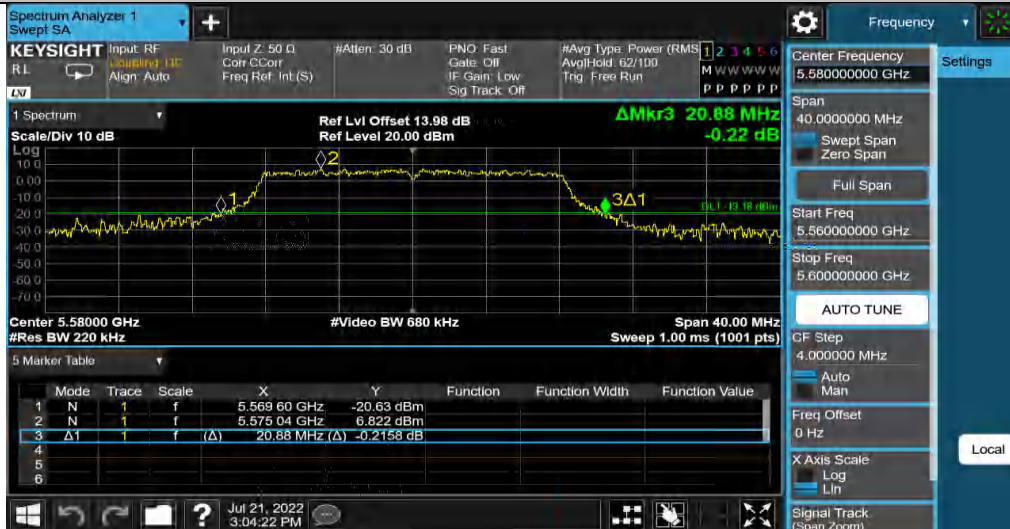 Spectrum Analyzer 1
Swept SA
+
Frequency
KEYSIGHT
RL
LXI
Input: RF
Coupling: DC
Align: Auto
Input Z: 50 Ω
Corr CCorr
Freq Ref: Int (S)
#Atten: 30 dB
PNO: Fast
Gate: Off
IF Gain: Low
Sig Track: Off
#Avg Type: Power (RMS
Avg|Hold: 62/100
Trig: Free Run
1 2 3 4 5 6
M W W W W W
P P P P P P
Center Frequency
5.580000000 GHz
Settings
Span
40.0000000 MHz
Swept Span
Zero Span
Full Span
Start Freq
5.560000000 GHz
Stop Freq
5.600000000 GHz
AUTO TUNE
CF Step
4.000000 MHz
Auto
Man
Freq Offset
0 Hz
X Axis Scale
Log
Lin
Signal Track
(Span Zoom)
Local
1 Spectrum
Scale/Div 10 dB
Ref Lvl Offset 13.98 dB
Ref Level 20.00 dBm
ΔMkr3 20.88 MHz
-0.22 dB
Log
10.0
0.00
-10.0
-20.0
-30.0
-40.0
-50.0
-60.0
-70.0
1
2
3Δ1
DL1 -19.18 dBm
Center 5.58000 GHz
#Video BW 680 kHz
Span 40.00 MHz
#Res BW 220 kHz
Sweep 1.00 ms (1001 pts)
5 Marker Table
Mode Trace Scale X Y Function Function Width Function Value
1 N 1 f 5.569 60 GHz -20.63 dBm
2 N 1 f 5.575 04 GHz 6.822 dBm
3 Δ1 1 f (Δ) 20.88 MHz (Δ) -0.2158 dB
4
5
6
?
Jul 21, 2022
3:04:22 PM